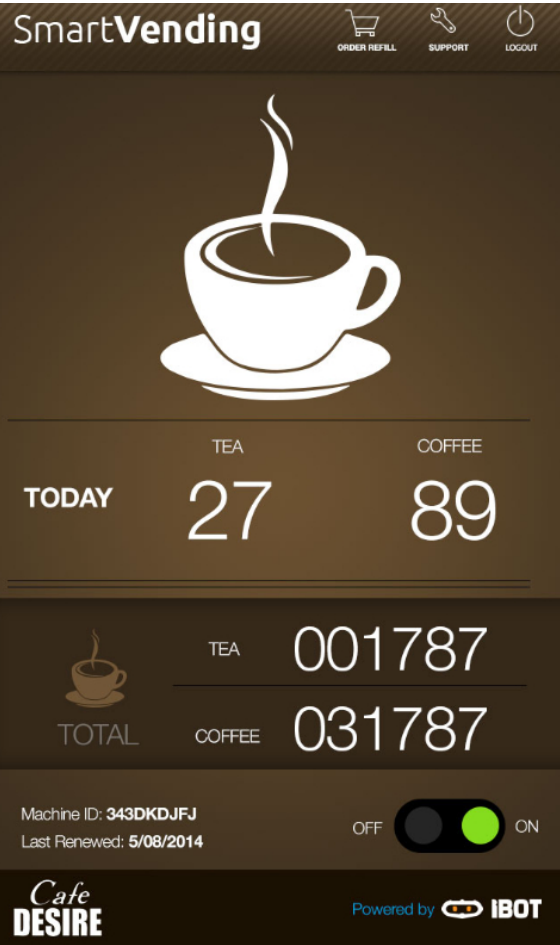 SmartVending
ORDER REFILL SUPPORT LOGOUT
TEA COFFEE
TODAY 27 89
TEA 001787
TOTAL COFFEE 031787
Machine ID: 343DKDJFJ
Last Renewed: 5/08/2014
OFF ON
Cafe
DESIRE
Powered by IBOT